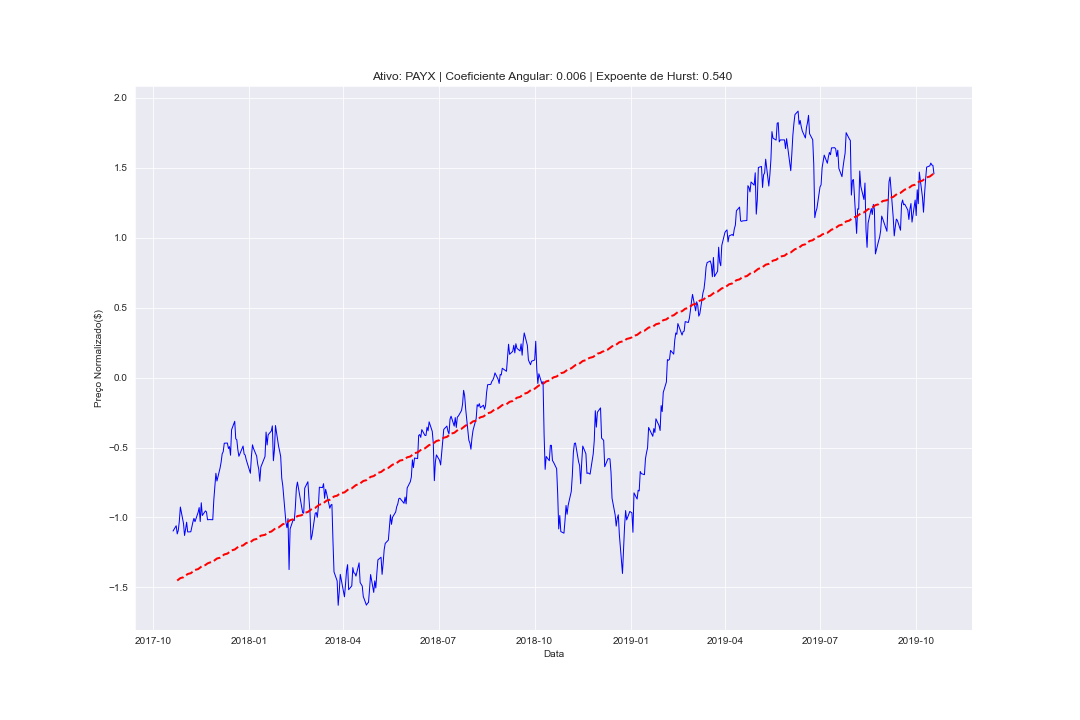 Ativo: PAYX | Coeficiente Angular: 0.006 | Expoente de Hurst: 0.540
2.0
1.5
1.0
0.5
0.0
−0.5
−1.0
−1.5
Preço Normalizado($)
2017-10 2018-01 2018-04 2018-07 2018-10 2019-01 2019-04 2019-07 2019-10
Data